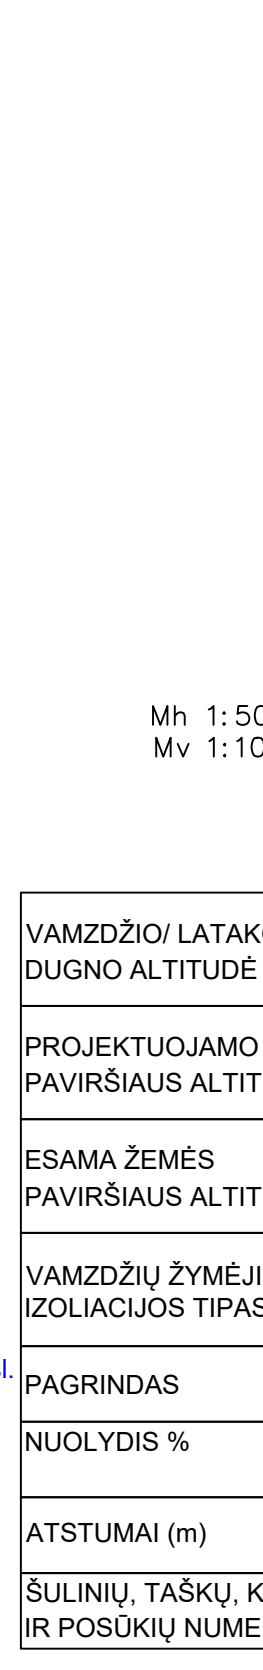 Mh 1:50
Mv 1:10
VAMZDŽIO/ LATAK
DUGNO ALTITUDĖ
PROJEKTUOJAMO
PAVIRŠIAUS ALTIT
ESAMA ŽEMĖS
PAVIRŠIAUS ALTIT
VAMZDŽIŲ ŽYMĖJI
IZOLIACIJOS TIPAS
l.
PAGRINDAS
NUOLYDIS %
ATSTUMAI (m)
ŠULINIŲ, TAŠKŲ, K
IR POSŪKIŲ NUME